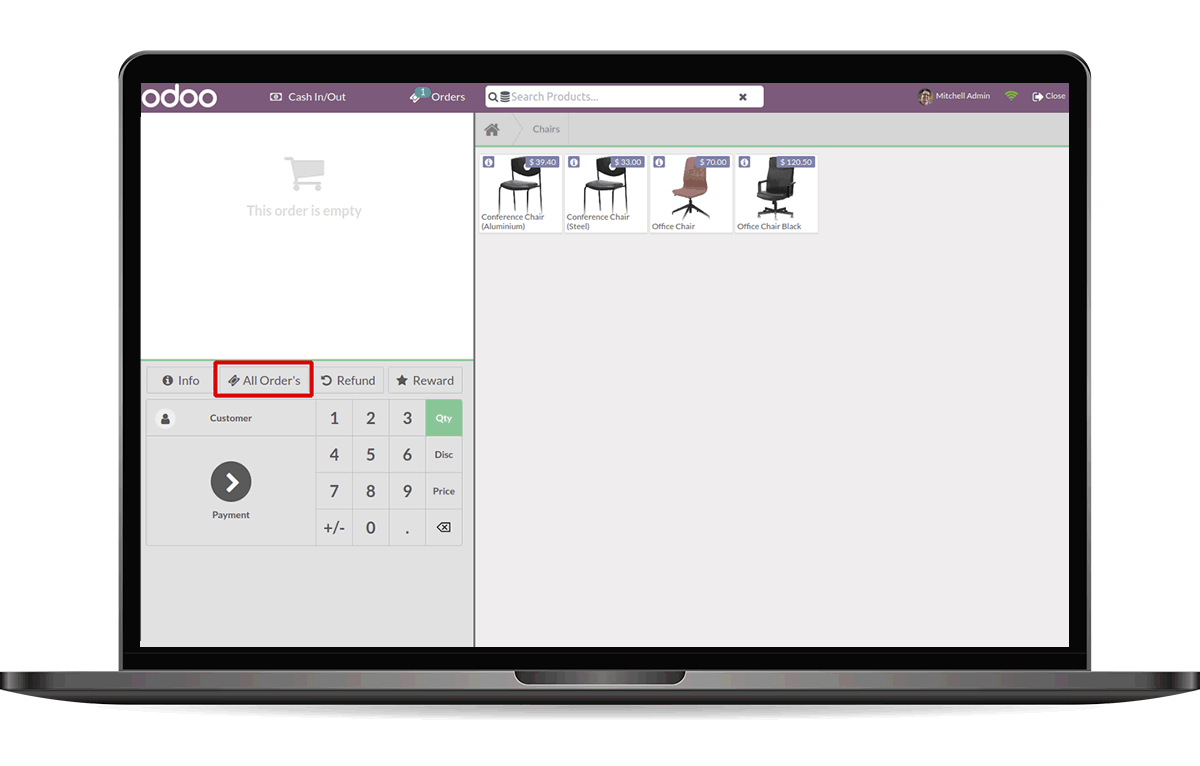 odoo
Cash In/Out
1
Orders
Search Products...
Mitchell Admin
Close
This order is empty
Chairs
$ 39.40
Conference Chair
(Aluminium)
$ 33.00
Conference Chair
(Steel)
$ 70.00
Office Chair
$ 120.50
Office Chair Black
Info
All Order's
Refund
Reward
Customer
1 2 3 Qty
4 5 6 Disc
Payment
7 8 9 Price
+/- 0 .